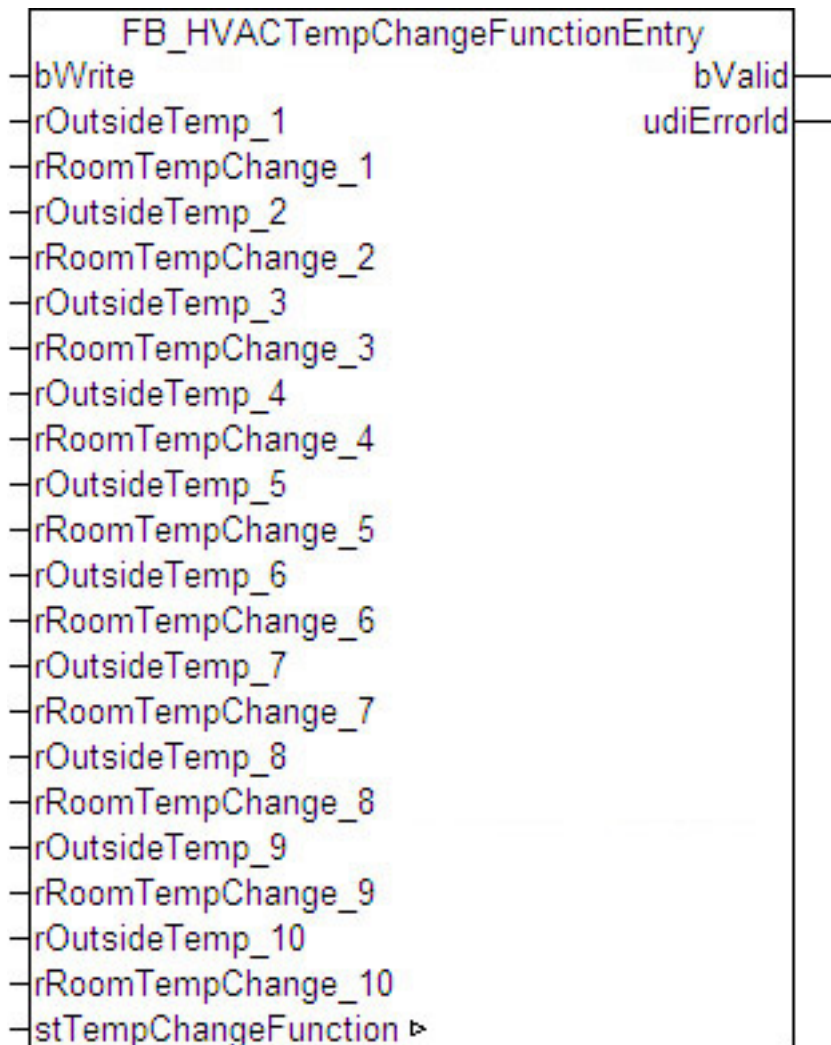 FB_HVACTempChangeFunctionEntry
bWrite bValid
rOutsideTemp_1 udiErrorId
rRoomTempChange_1
rOutsideTemp_2
rRoomTempChange_2
rOutsideTemp_3
rRoomTempChange_3
rOutsideTemp_4
rRoomTempChange_4
rOutsideTemp_5
rRoomTempChange_5
rOutsideTemp_6
rRoomTempChange_6
rOutsideTemp_7
rRoomTempChange_7
rOutsideTemp_8
rRoomTempChange_8
rOutsideTemp_9
rRoomTempChange_9
rOutsideTemp_10
rRoomTempChange_10
stTempChangeFunction